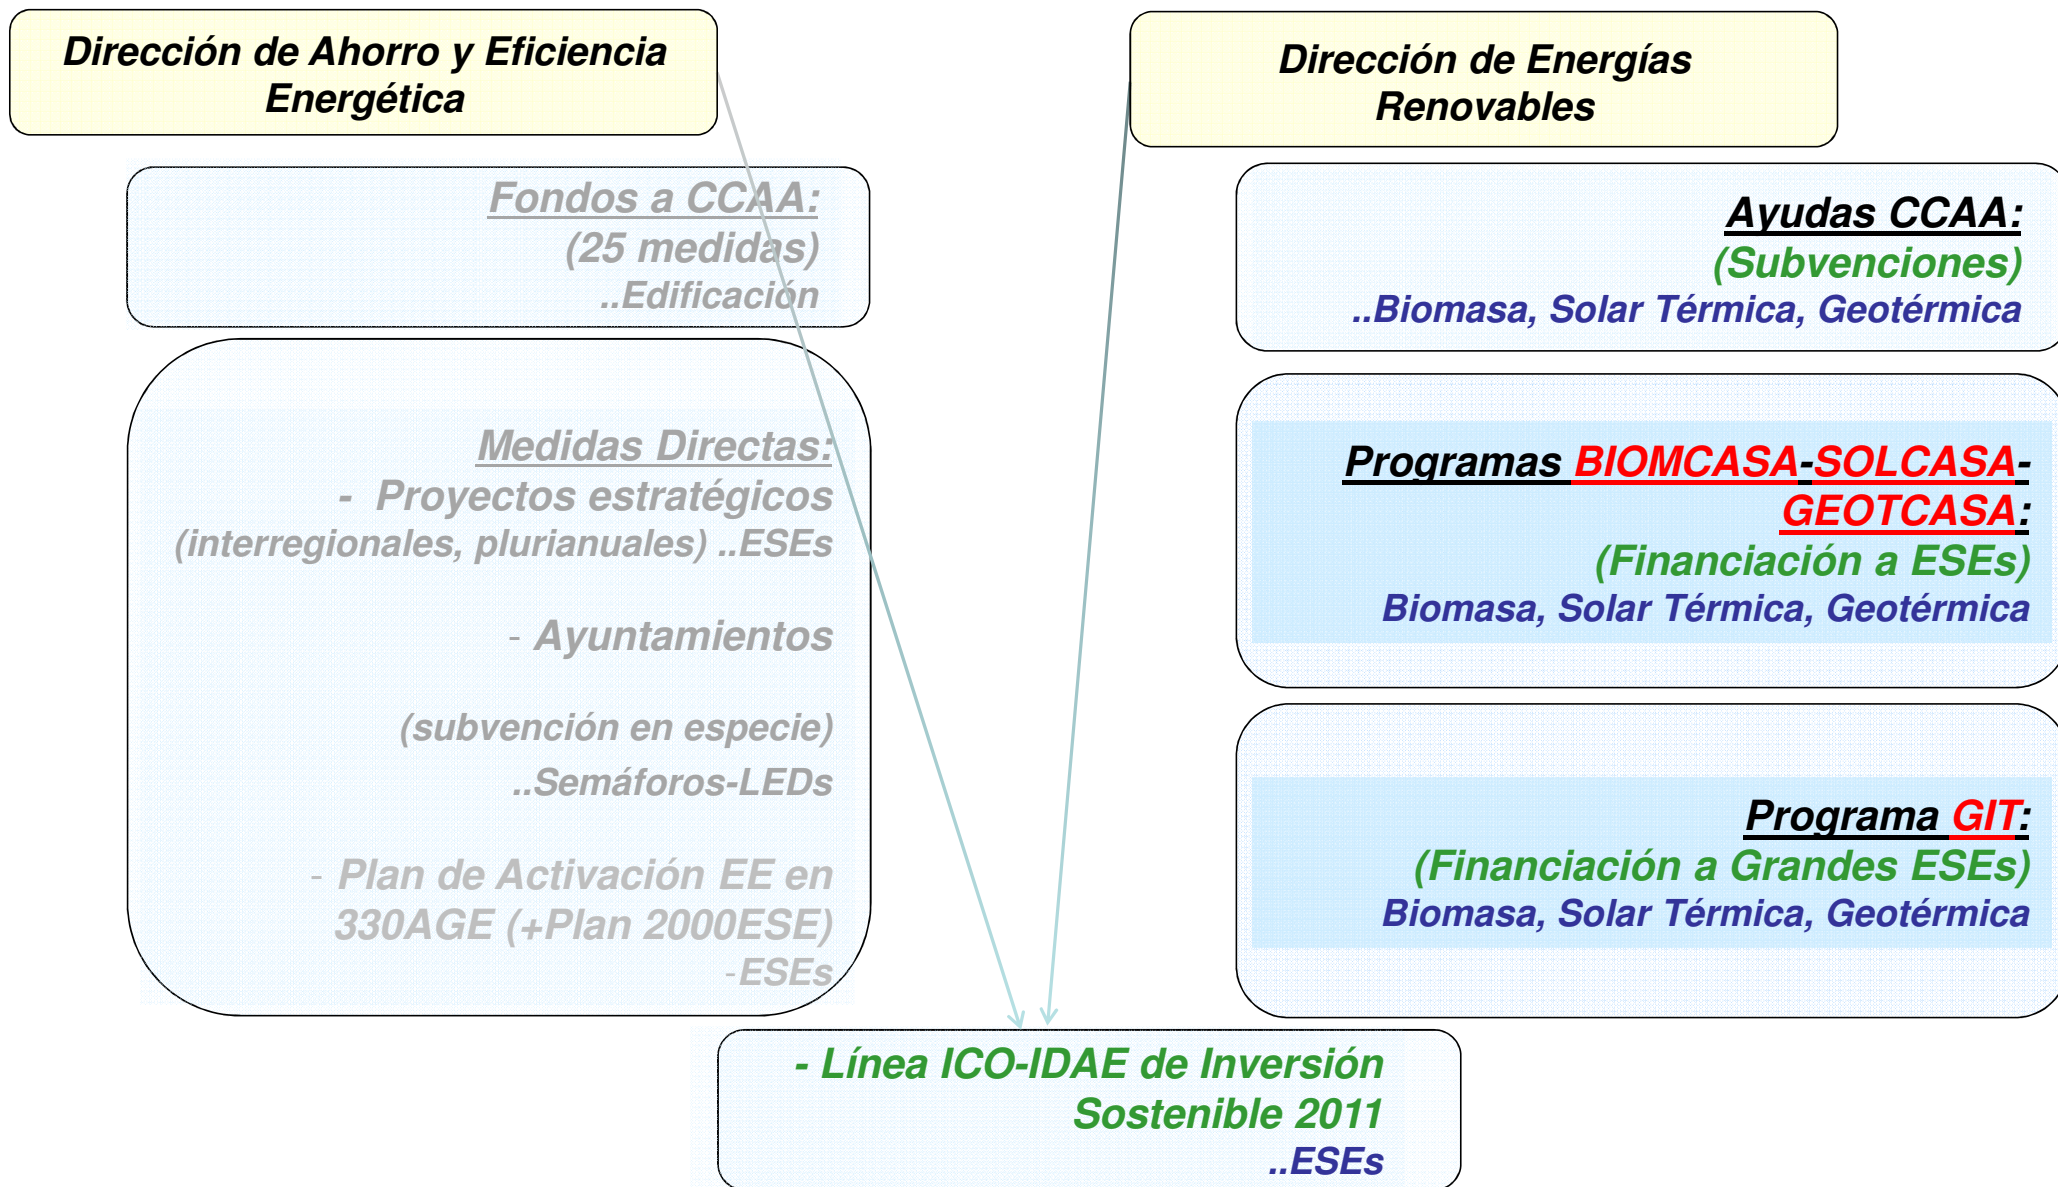 Dirección de Ahorro y Eficiencia
Energética
Fondos a CCAA:
(25 medidas)
..Edificación
Medidas Directas:
- Proyectos estratégicos
(interregionales, plurianuales) ..ESEs
- Ayuntamientos
(subvención en especie)
..Semáforos-LEDs
- Plan de Activación EE en
330AGE (+Plan 2000ESE)
-ESEs
Dirección de Energías
Renovables
Ayudas CCAA:
(Subvenciones)
..Biomasa, Solar Térmica, Geotérmica
Programas BIOMCASA-SOLCASA-
GEOTCASA:
(Financiación a ESEs)
Biomasa, Solar Térmica, Geotérmica
Programa GIT:
(Financiación a Grandes ESEs)
Biomasa, Solar Térmica, Geotérmica
- Línea ICO-IDAE de Inversión
Sostenible 2011
..ESEs